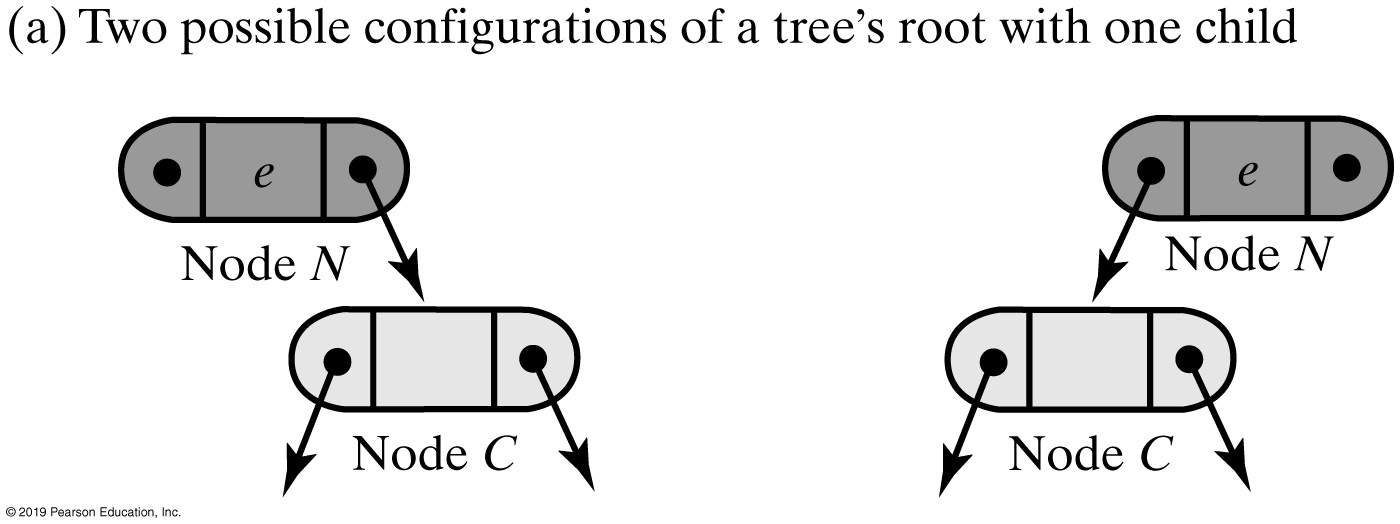 (a) Two possible configurations of a tree’s root with one child
e e
Node N Node N
Node C Node C
© 2019 Pearson Education, Inc.